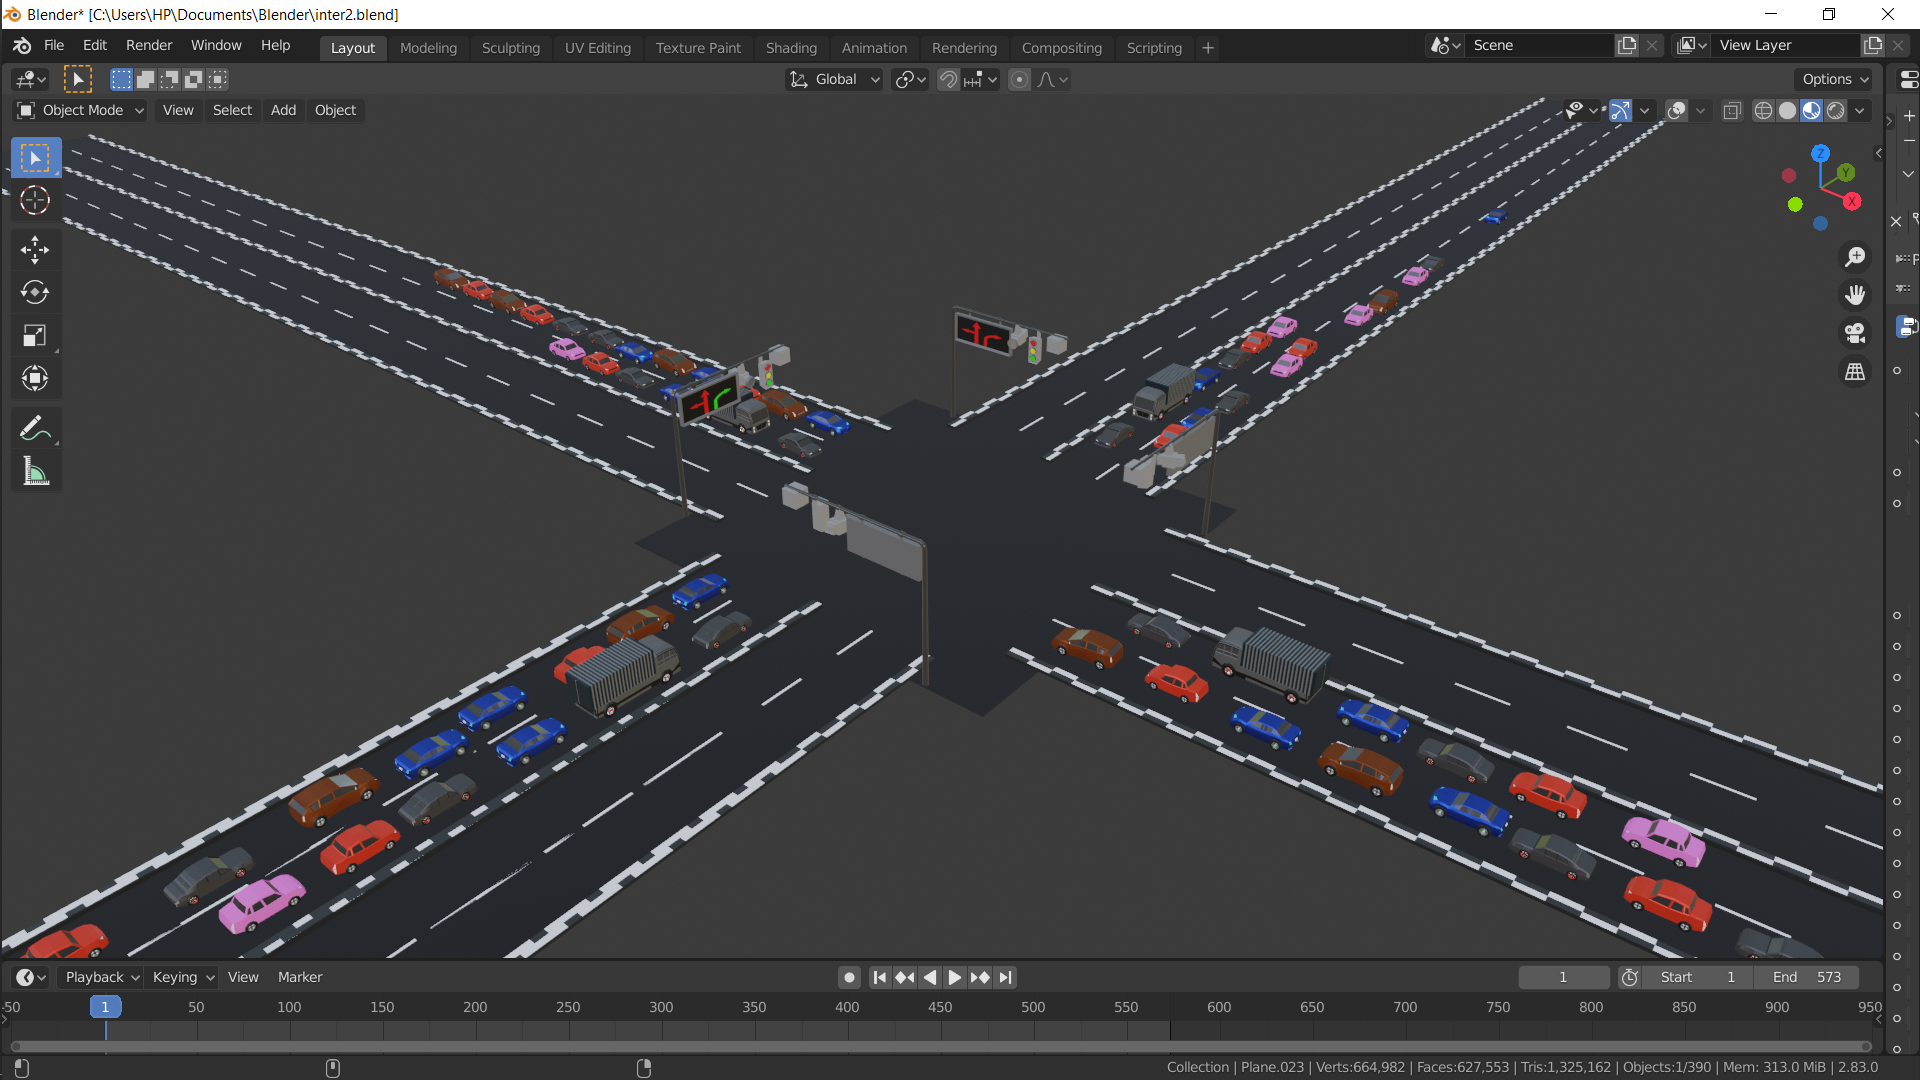 Blender* [C:\Users\HP\Documents\Blender\inter2.blend]
File Edit Render Window Help Layout Modeling Sculpting UV Editing Texture Paint Shading Animation Rendering Compositing Scripting + Scene View Layer
Global Options
Object Mode View Select Add Object
Z
Y
X
Playback Keying View Marker 1 Start 1 End 573
-50 1 50 100 150 200 250 300 350 400 450 500 550 600 650 700 750 800 850 900 950
Collection | Plane.023 | Verts:664,982 | Faces:627,553 | Tris:1,325,162 | Objects:1/390 | Mem: 313.0 MiB | 2.83.0